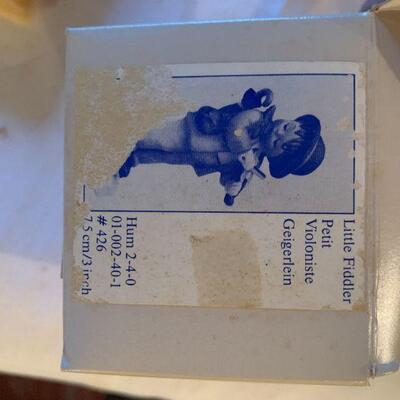 Little Fiddler
Petit
Violoniste
Geigerlein
Hum 2-4-0
01-002-40-1
# 426
7.5 cm/3 inch